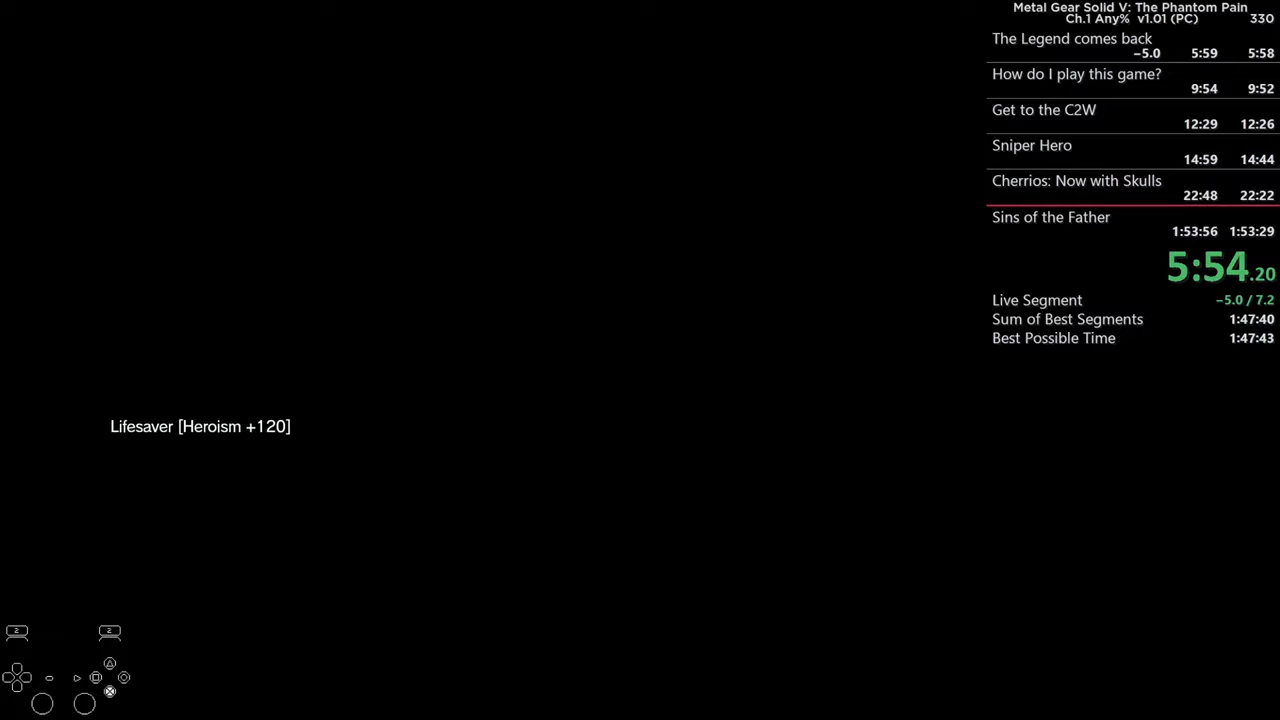 Metal Gear Solid V: The Phantom Pain
Ch.1 Any% v1.01 (PC) 330
The Legend comes back
−5.0 5:59 5:58
How do I play this game?
9:54 9:52
Get to the C2W
12:29 12:26
Sniper Hero
14:59 14:44
Cherrios: Now with Skulls
22:48 22:22
Sins of the Father
1:53:56 1:53:29
5:54.20
Live Segment −5.0 / 7.2
Sum of Best Segments 1:47:40
Best Possible Time 1:47:43
Lifesaver [Heroism +120]
2 2